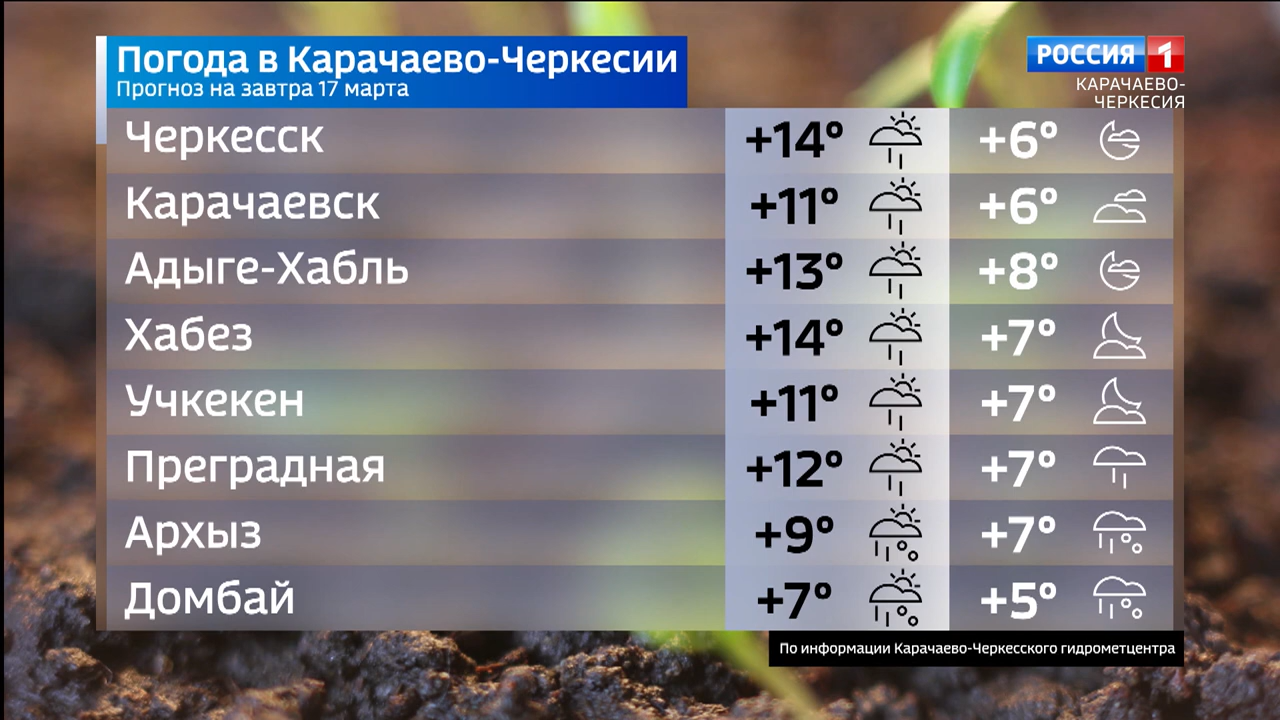 Погода в Карачаево-Черкесии
Прогноз на завтра 17 марта
РОССИЯ 1
КАРАЧАЕВО-
ЧЕРКЕСИЯ
Черкесск +14° +6°
Карачаевск +11° +6°
Адыге-Хабль +13° +8°
Хабез +14° +7°
Учкекен +11° +7°
Преградная +12° +7°
Архыз +9° +7°
Домбай +7° +5°
По информации Карачаево-Черкесского гидрометцентра